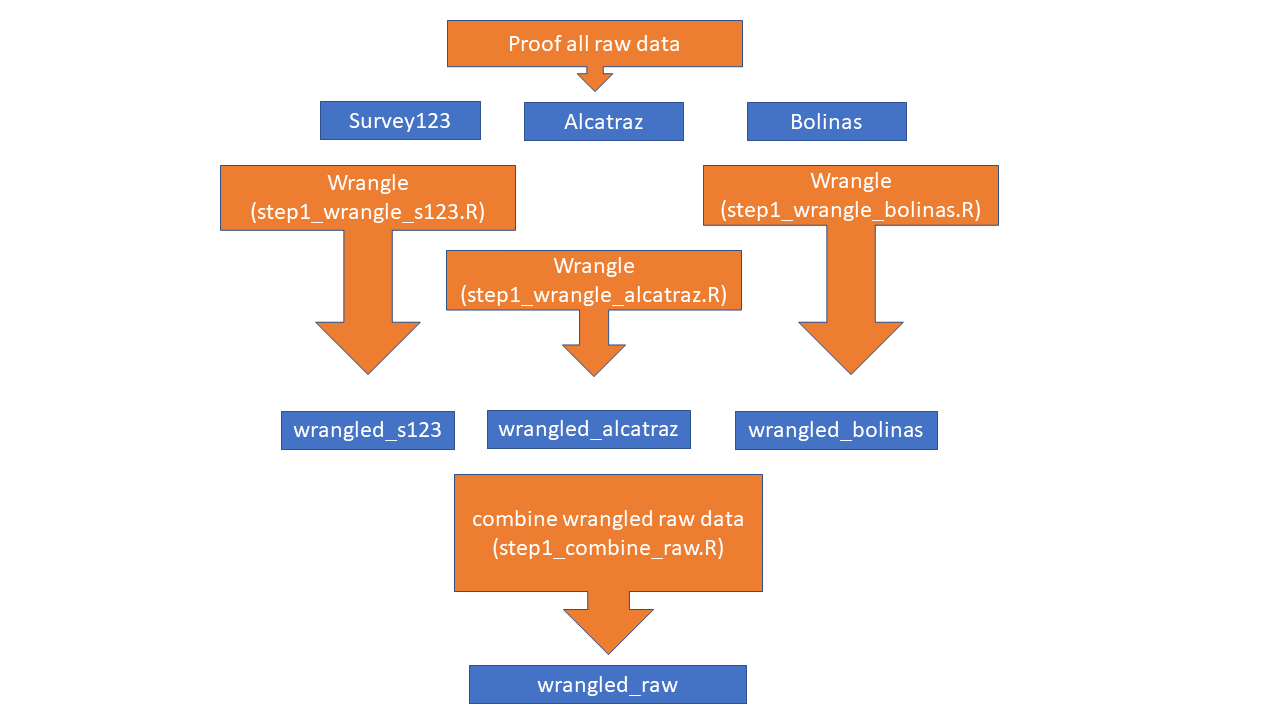 Proof all raw data
Survey123
Alcatraz
Bolinas
Wrangle
(step1_wrangle_s123.R)
Wrangle
(step1_wrangle_bolinas.R)
Wrangle
(step1_wrangle_alcatraz.R)
wrangled_s123
wrangled_alcatraz
wrangled_bolinas
combine wrangled raw data
(step1_combine_raw.R)
wrangled_raw